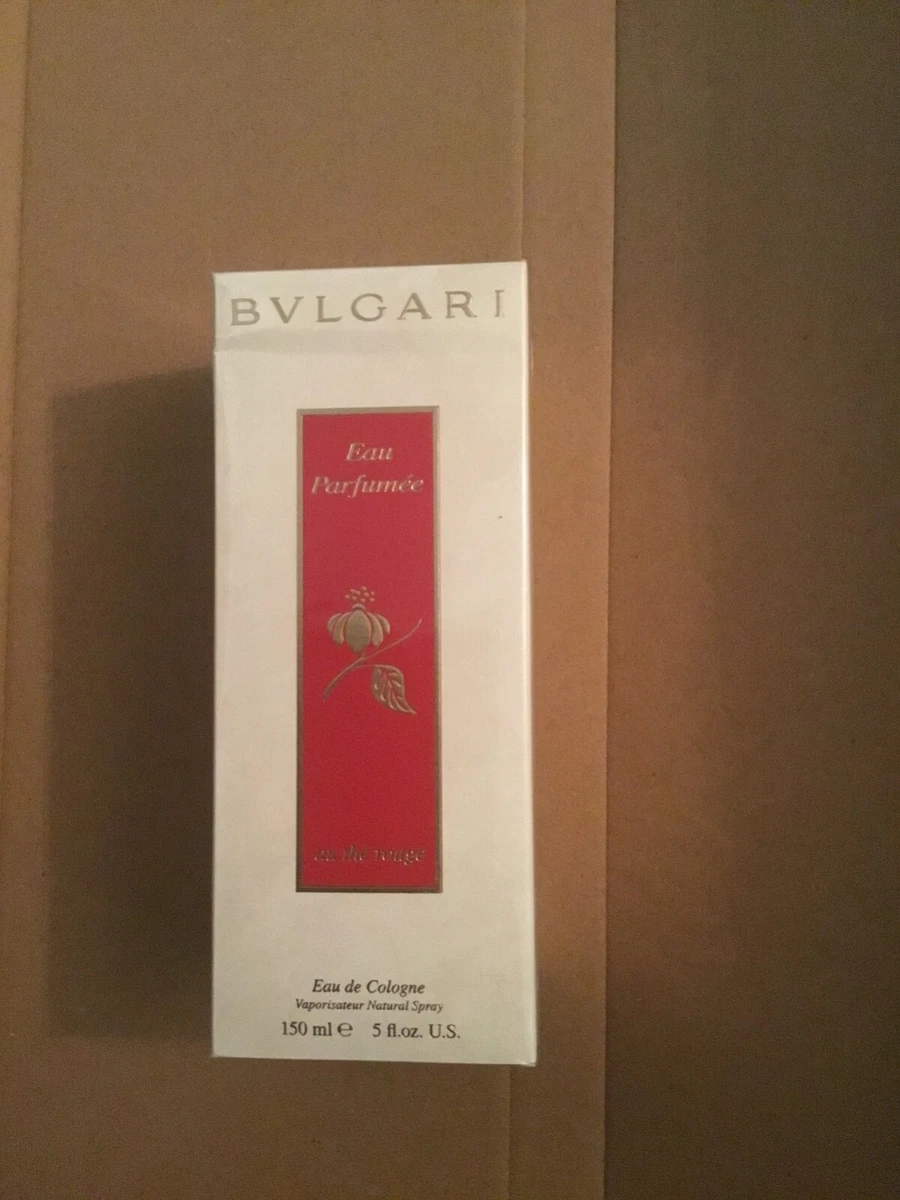 BVLGARI
Eau
Parfumée
au thé rouge
Eau de Cologne
Vaporisateur Natural Spray
150 ml ℮ 5 fl.oz. U.S.